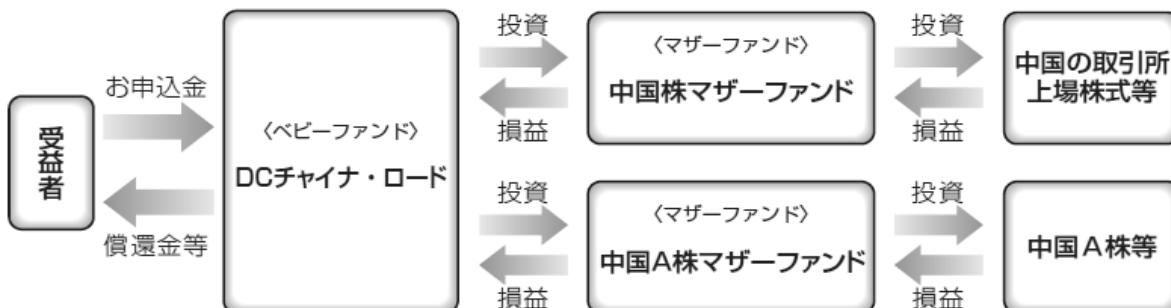 受益者
お申込金
償還金等
〈ベビーファンド〉
DCチャイナ・ロード
投資
損益
〈マザーファンド〉
中国株マザーファンド
投資
損益
中国の取引所
上場株式等
投資
損益
〈マザーファンド〉
中国A株マザーファンド
投資
損益
中国A株等